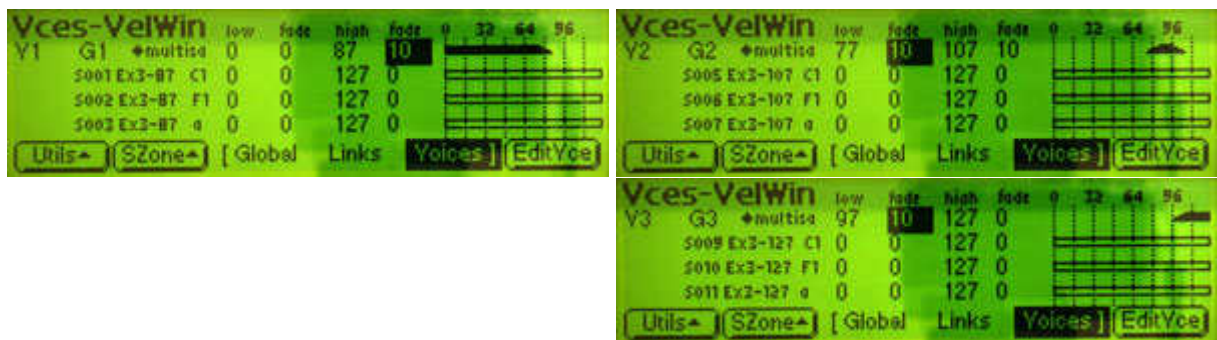 Vces-VelWin low fade high fade 0 32 64 96
V1 G1 ◆multisa 0 0 87 10
S001 Ex3-87 C1 0 0 127 0
S002 Ex3-87 F1 0 0 127 0
S003 Ex3-87 a 0 0 127 0
Utils▴ SZone▴ [ Global Links Voices ] EditVce
Vces-VelWin low fade high fade 0 32 64 96
V2 G2 ◆multisa 77 10 107 10
S005 Ex3-107 C1 0 0 127 0
S006 Ex3-107 F1 0 0 127 0
S007 Ex3-107 a 0 0 127 0
Utils▴ SZone▴ [ Global Links Voices ] EditVce
Vces-VelWin low fade high fade 0 32 64 96
V3 G3 ◆multisa 97 10 127 0
S009 Ex3-127 C1 0 0 127 0
S010 Ex3-127 F1 0 0 127 0
S011 Ex3-127 a 0 0 127 0
Utils▴ SZone▴ [ Global Links Voices ] EditVce